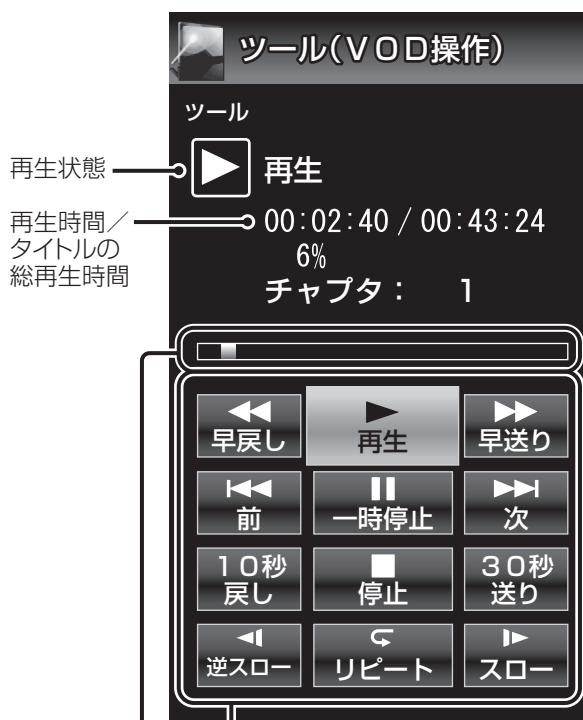 ツール(VOD操作)
ツール
再生状態
再生
再生時間／
タイトルの
総再生時間
00:02:40 / 00:43:24
6%
チャプタ： 1
早戻し 再生 早送り
前 一時停止 次
10秒 戻し 停止 30秒 送り
逆スロー リピート スロー